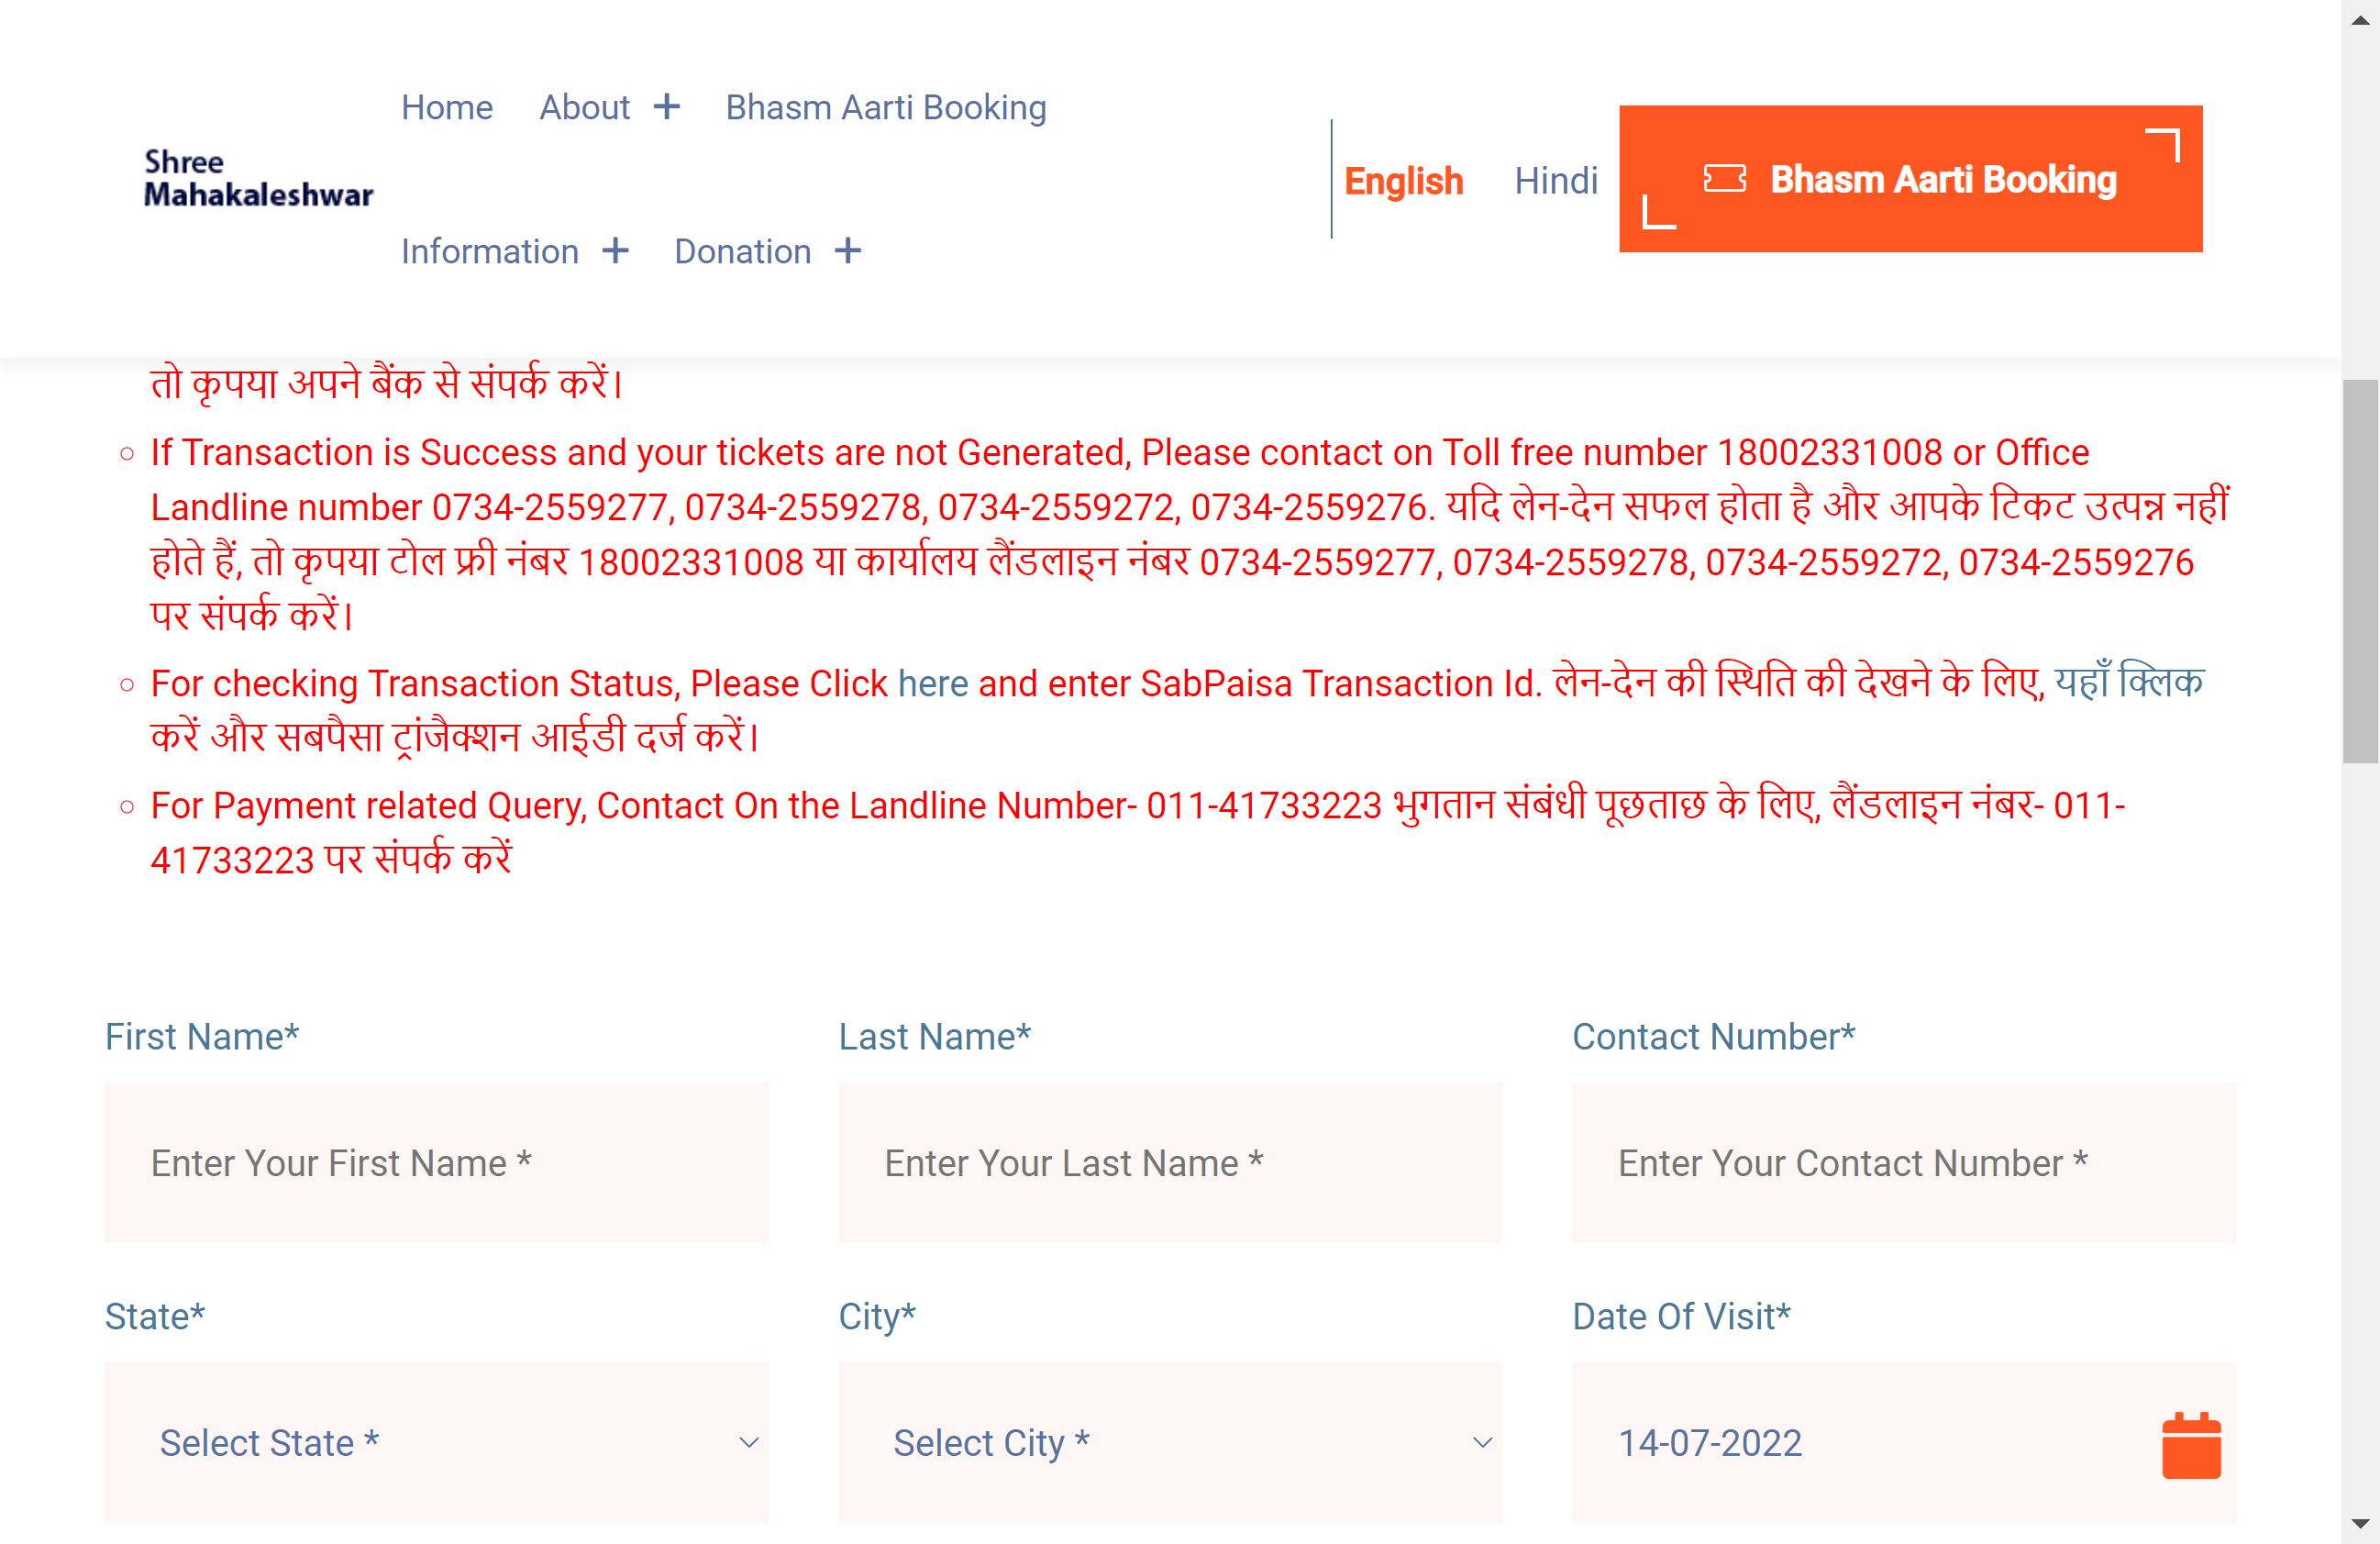 Home About + Bhasm Aarti Booking
Shree
Mahakaleshwar
English Hindi Bhasm Aarti Booking
Information + Donation +
तो कृपया अपने बैंक से संपर्क करें।
If Transaction is Success and your tickets are not Generated, Please contact on Toll free number 18002331008 or Office
Landline number 0734-2559277, 0734-2559278, 0734-2559272, 0734-2559276. यदि लेन-देन सफल होता है और आपके टिकट उत्पन्न नहीं
होते हैं, तो कृपया टोल फ्री नंबर 18002331008 या कार्यालय लैंडलाइन नंबर 0734-2559277, 0734-2559278, 0734-2559272, 0734-2559276
पर संपर्क करें।
For checking Transaction Status, Please Click here and enter SabPaisa Transaction Id. लेन-देन की स्थिति की देखने के लिए, यहाँ क्लिक
करें और सबपैसा ट्रांजैक्शन आईडी दर्ज करें।
For Payment related Query, Contact On the Landline Number- 011-41733223 भुगतान संबंधी पूछताछ के लिए, लैंडलाइन नंबर- 011-
41733223 पर संपर्क करें
First Name* Last Name* Contact Number*
Enter Your First Name * Enter Your Last Name * Enter Your Contact Number *
State* City* Date Of Visit*
Select State * Select City * 14-07-2022